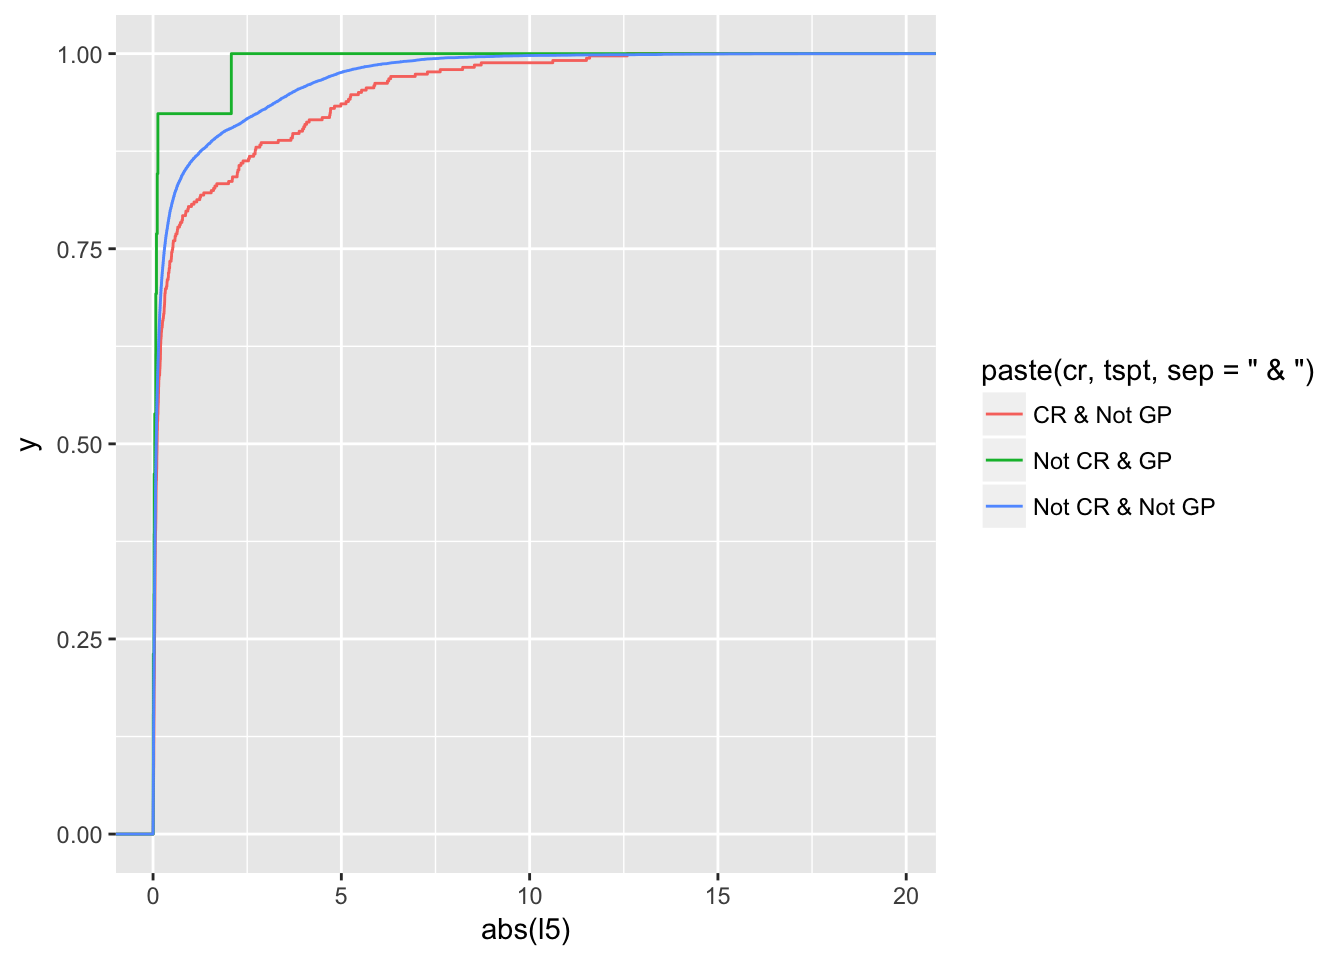 1.00
0.75
0.50
0.25
0.00
y
0
5
10
15
20
abs(l5)
paste(cr, tspt, sep = " & ")
CR & Not GP
Not CR & GP
Not CR & Not GP